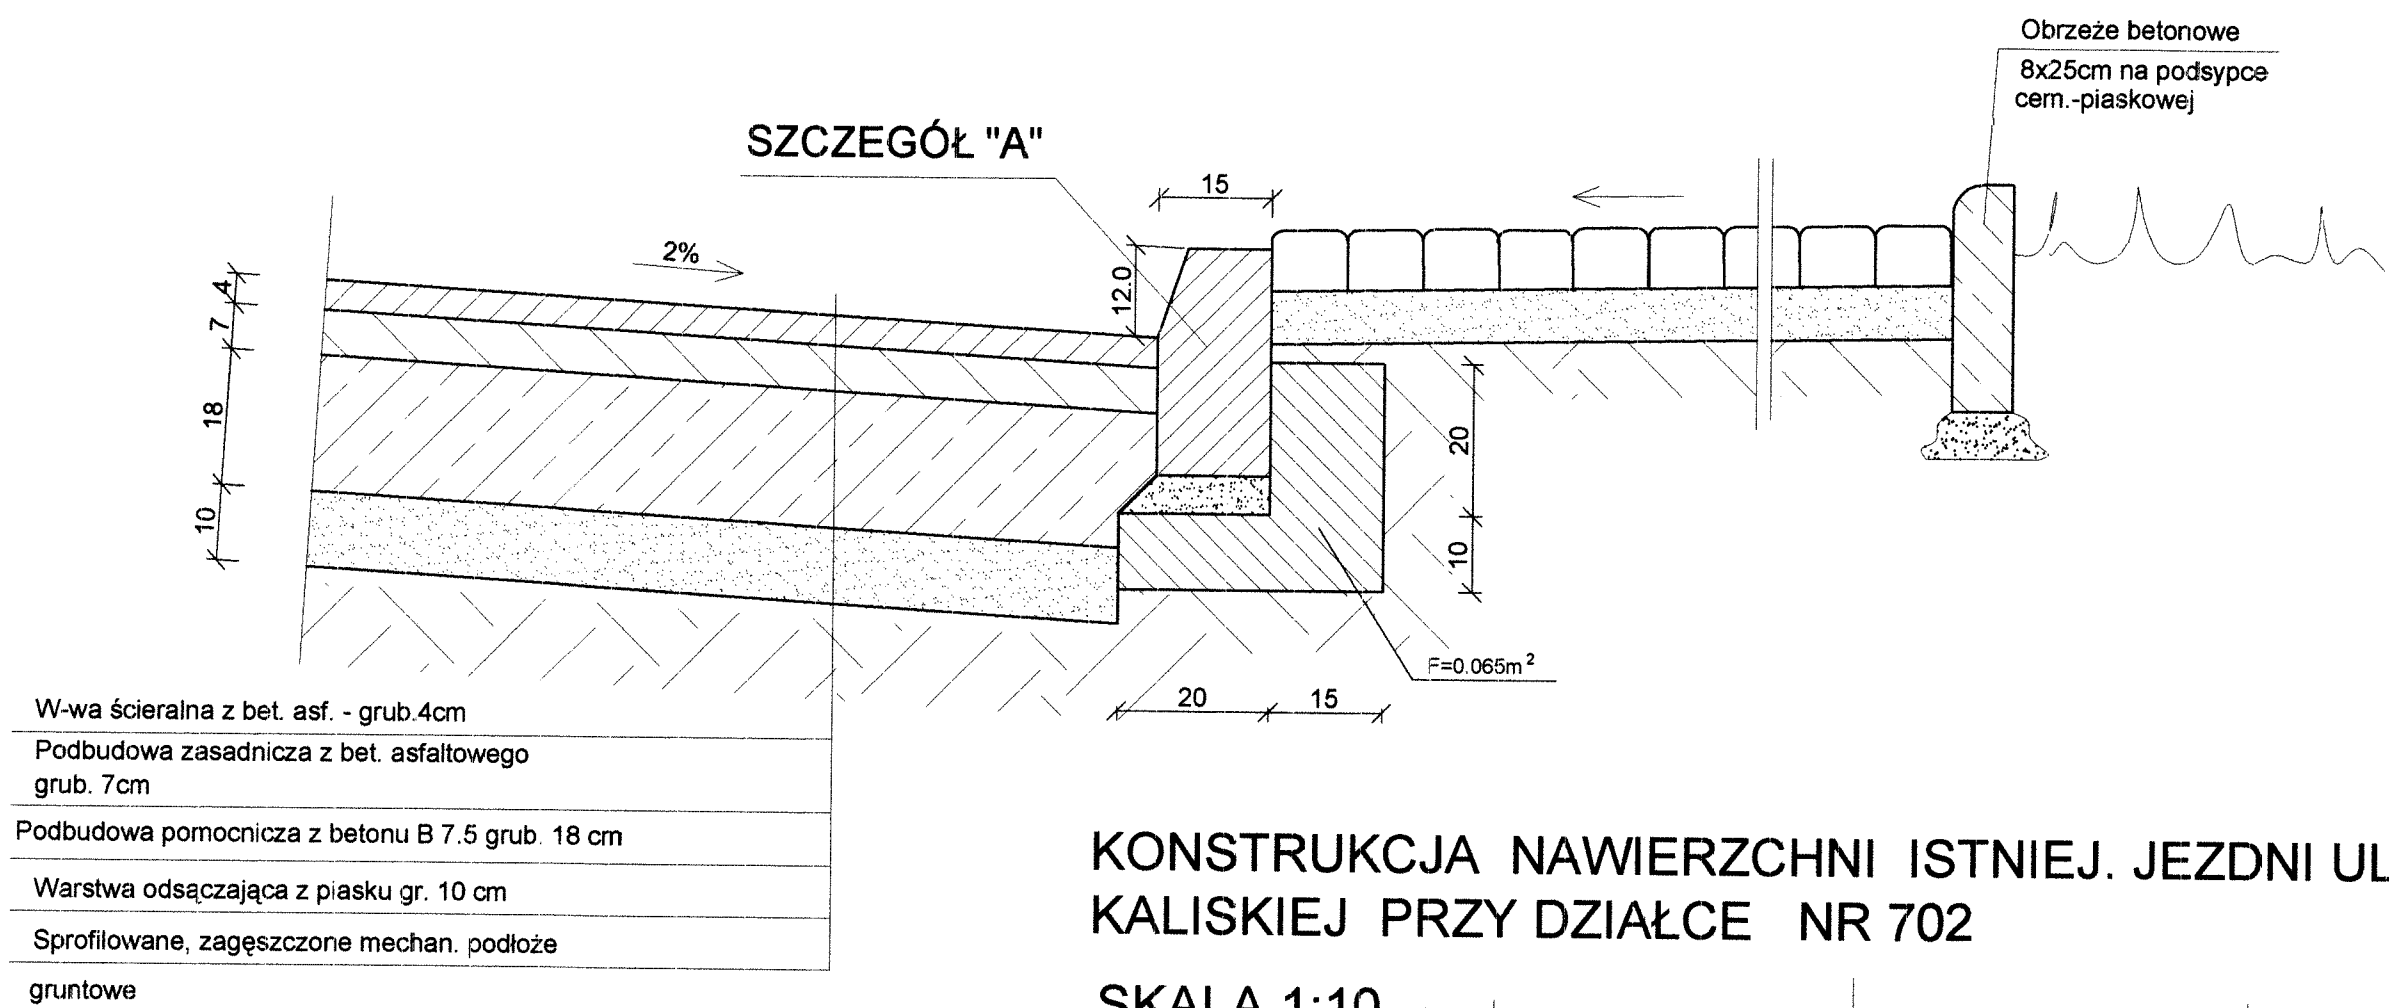 Obrzeże betonowe
8x25cm na podsypce
cem.-piaskowej
SZCZEGÓŁ "A"
15
2%
12.0
4
7
18
10
20
10
F=0.065m²
20
15
W-wa ścieralna z bet. asf. - grub.4cm
Podbudowa zasadnicza z bet. asfaltowego
grub. 7cm
Podbudowa pomocnicza z betonu B 7.5 grub. 18 cm
Warstwa odsączająca z piasku gr. 10 cm
Sprofilowane, zagęszczone mechan. podłoże
gruntowe
KONSTRUKCJA NAWIERZCHNI ISTNIEJ. JEZDNI UL
KALISKIEJ PRZY DZIAŁCE NR 702
SKALA 1:10